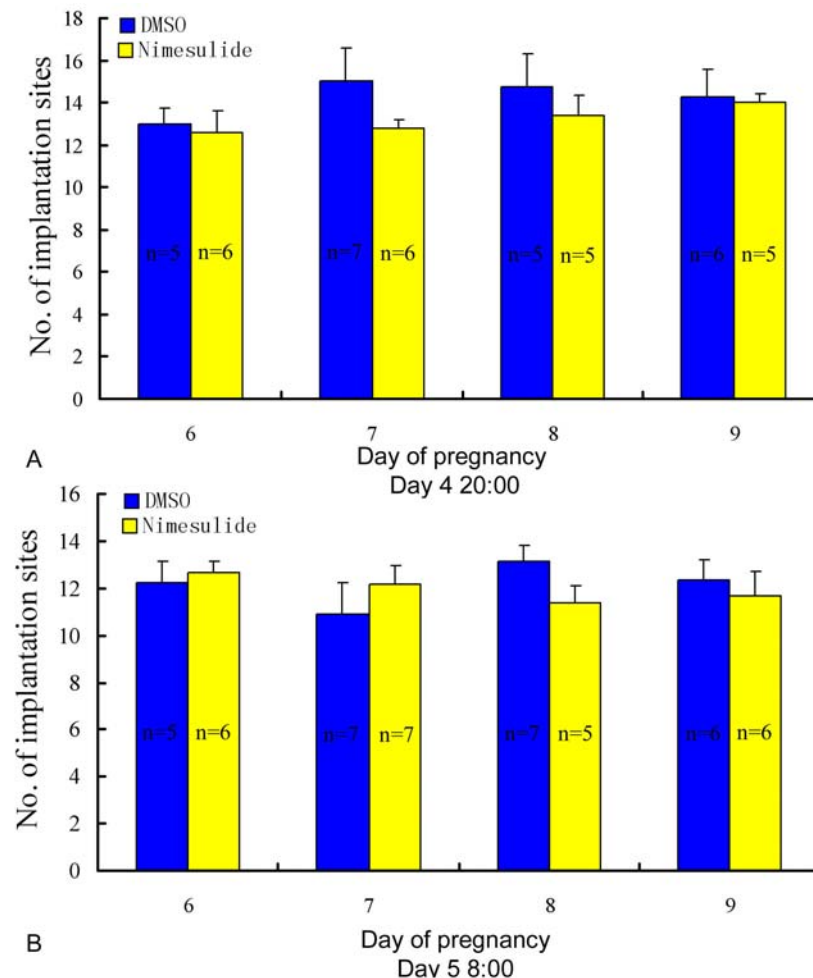 18
16
14
12
10
8
6
4
2
0
No. of implantation sites
DMSO
Nimesulide
n=5 n=6 n=7 n=6 n=5 n=5 n=6 n=5
6 7 8 9
A
Day of pregnancy
Day 4 20:00
16
14
12
10
8
6
4
2
0
No. of implantation sites
DMSO
Nimesulide
n=5 n=6 n=7 n=7 n=7 n=5 n=6 n=6
6 7 8 9
B
Day of pregnancy
Day 5 8:00